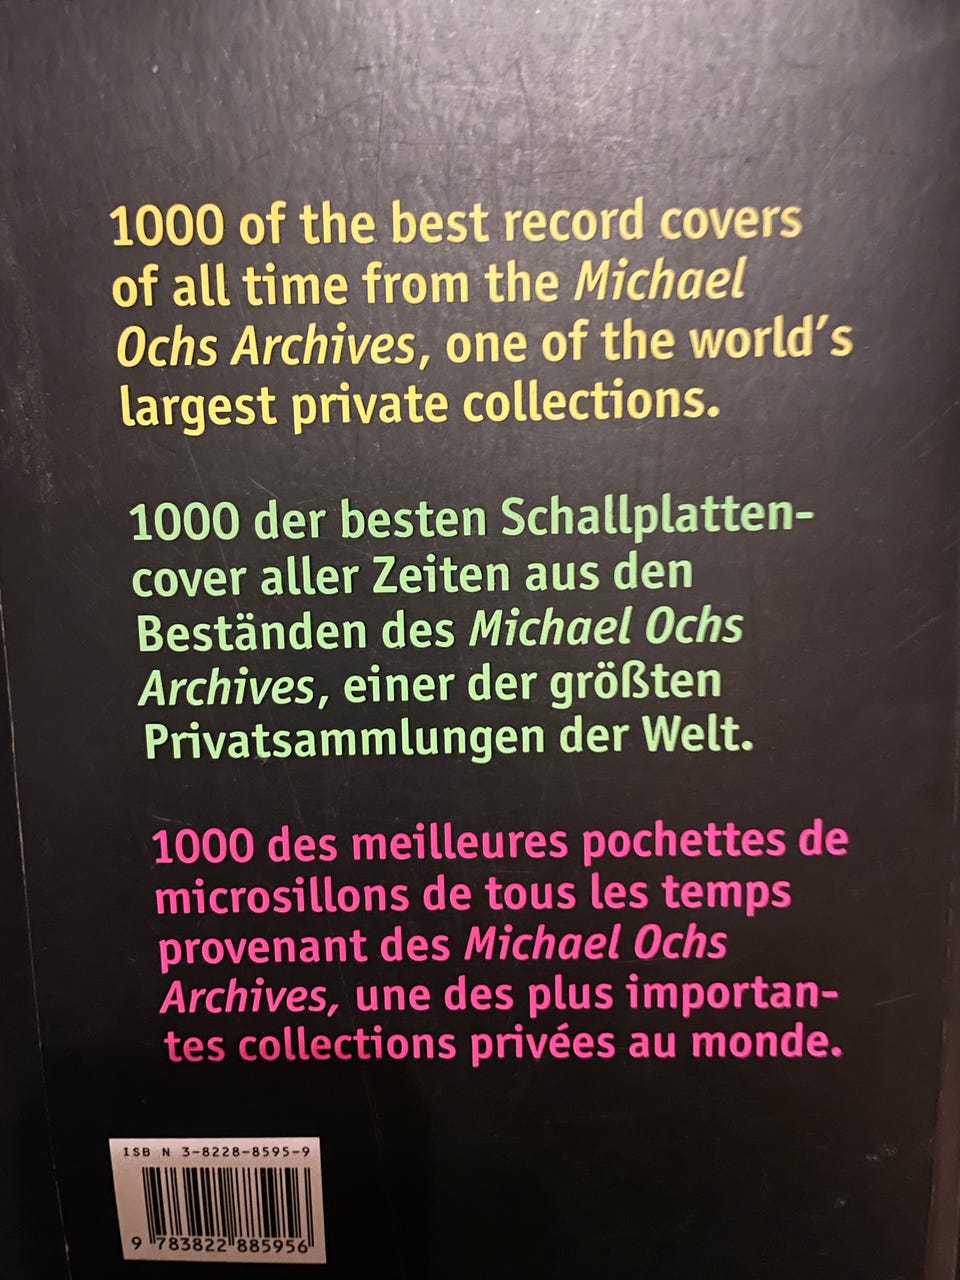 1000 of the best record covers
of all time from the Michael
Ochs Archives, one of the world's
largest private collections.
1000 der besten Schallplatten-
cover aller Zeiten aus den
Beständen des Michael Ochs
Archives, einer der größten
Privatsammlungen der Welt.
1000 des meilleures pochettes de
microsillons de tous les temps
provenant des Michael Ochs
Archives, une des plus importan-
tes collections privées au monde.
ISB N 3-8228-8595-9
9 783822 885956